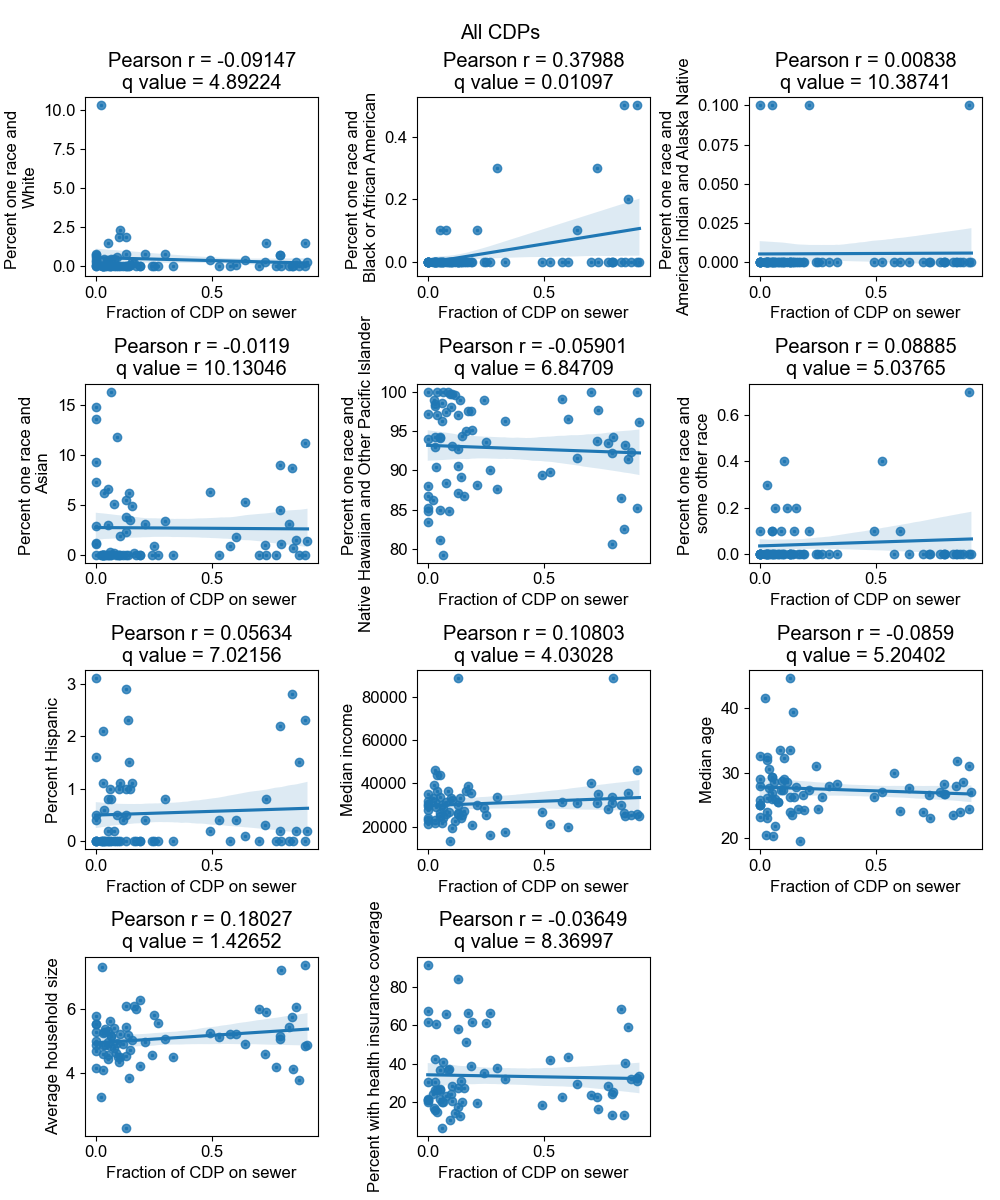 All CDPs
Pearson r = -0.09147
q value = 4.89224
Percent one race and
White
10.0
7.5
5.0
2.5
0.0
0.0
0.5
Fraction of CDP on sewer
Pearson r = 0.37988
q value = 0.01097
Percent one race and
Black or African American
0.4
0.2
0.0
0.0
0.5
Fraction of CDP on sewer
Pearson r = 0.00838
q value = 10.38741
Percent one race and
American Indian and Alaska Native
0.100
0.075
0.050
0.025
0.000
0.0
0.5
Fraction of CDP on sewer
Pearson r = -0.0119
q value = 10.13046
Percent one race and
Asian
15
10
5
0
0.0
0.5
Fraction of CDP on sewer
Pearson r = -0.05901
q value = 6.84709
Percent one race and
Native Hawaiian and Other Pacific Islander
100
95
90
85
80
0.0
0.5
Fraction of CDP on sewer
Pearson r = 0.08885
q value = 5.03765
Percent one race and
some other race
0.6
0.4
0.2
0.0
0.0
0.5
Fraction of CDP on sewer
Pearson r = 0.05634
q value = 7.02156
Percent Hispanic
3
2
1
0
0.0
0.5
Fraction of CDP on sewer
Pearson r = 0.10803
q value = 4.03028
Median income
80000
60000
40000
20000
0.0
0.5
Fraction of CDP on sewer
Pearson r = -0.0859
q value = 5.20402
Median age
40
30
20
0.0
0.5
Fraction of CDP on sewer
Pearson r = 0.18027
q value = 1.42652
Average household size
6
4
0.0
0.5
Fraction of CDP on sewer
Pearson r = -0.03649
q value = 8.36997
Percent with health insurance coverage
80
60
40
20
0.0
0.5
Fraction of CDP on sewer